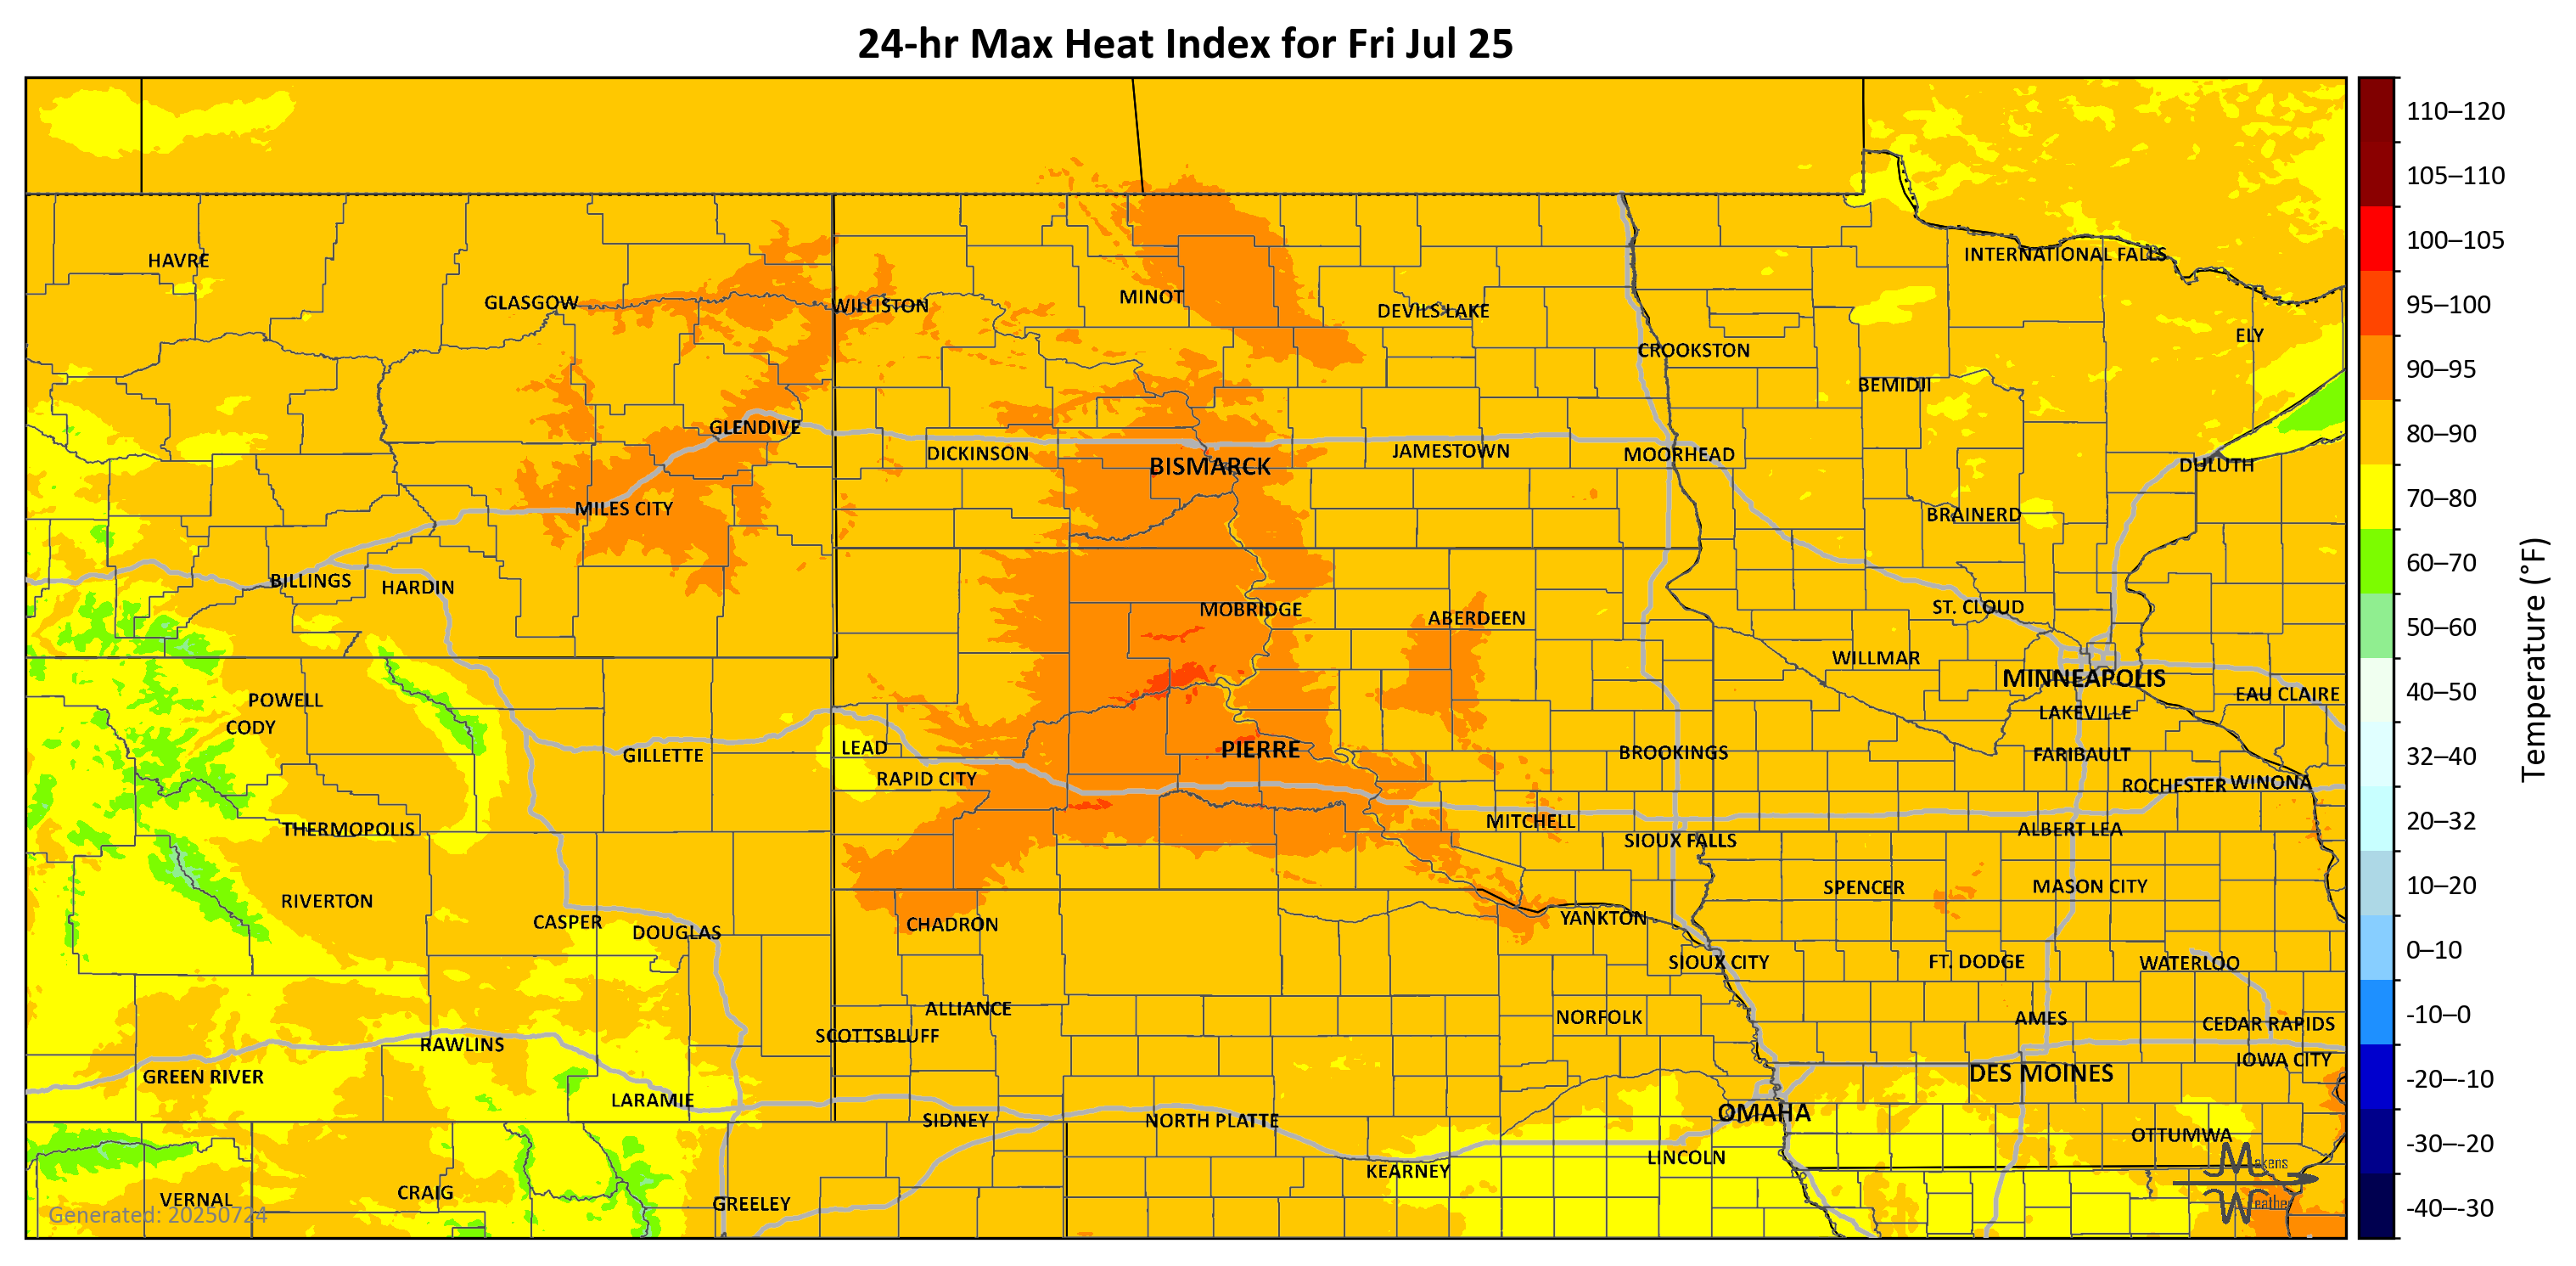 24-hr Max Heat Index for Fri Jul 25
110–120
105–110
HAVRE
INTERNATIONAL FALLS
100–105
GLASGOW
WILLISTON
MINOT
DEVILS LAKE
95–100
CROOKSTON
ELY
90–95
BEMIDJI
GLENDIVE
80–90
DICKINSON
BISMARCK
JAMESTOWN
MOORHEAD
DULUTH
MILES CITY
BRAINERD
70–80
BILLINGS
HARDIN
60–70
MOBRIDGE
ABERDEEN
ST. CLOUD
50–60
WILLMAR
MINNEAPOLIS
Temperature (°F)
POWELL
EAU CLAIRE
40–50
CODY
LAKEVILLE
GILLETTE
LEAD
PIERRE
BROOKINGS
FARIBAULT
32–40
RAPID CITY
ROCHESTER
WINONA
THERMOPOLIS
MITCHELL
SIOUX FALLS
ALBERT LEA
20–32
RIVERTON
SPENCER
MASON CITY
10–20
CASPER
DOUGLAS
CHADRON
YANKTON
SIOUX CITY
FT. DODGE
WATERLOO
0–10
ALLIANCE
NORFOLK
AMES
CEDAR RAPIDS
-10–0
RAWLINS
SCOTTSBLUFF
IOWA CITY
GREEN RIVER
DES MOINES
-20–-10
LARAMIE
SIDNEY
NORTH PLATTE
OMAHA
OTTUMWA
-30–-20
KEARNEY
LINCOLN
Makens
VERNAL
CRAIG
GREELEY
Weather
-40–-30
Generated: 20250724